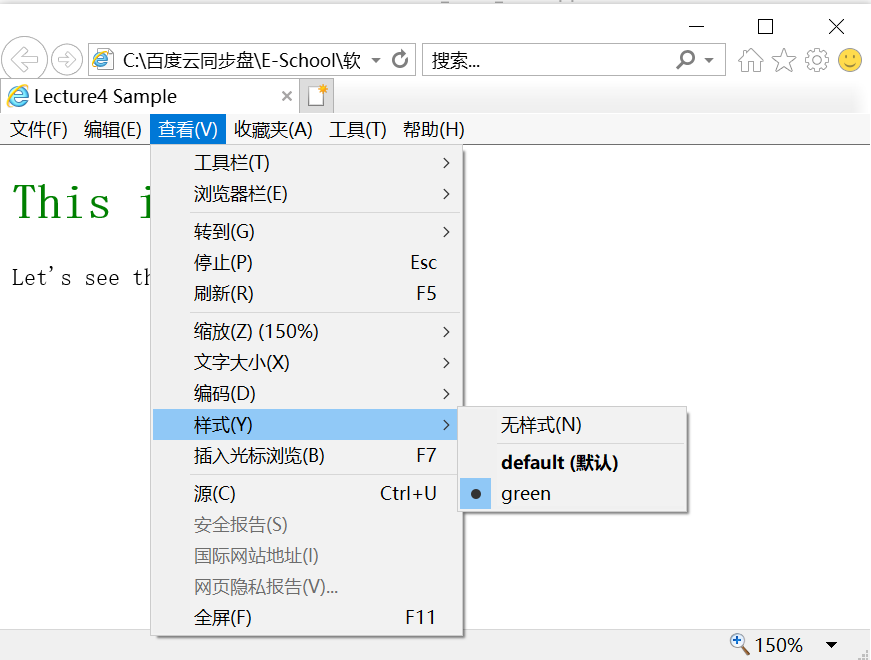 C:\百度云同步盘\E-School\软
搜索...
Lecture4 Sample
文件(F) 编辑(E) 查看(V) 收藏夹(A) 工具(T) 帮助(H)
This i
Let's see th
工具栏(T)
浏览器栏(E)
转到(G)
停止(P) Esc
刷新(R) F5
缩放(Z) (150%)
文字大小(X)
编码(D)
样式(Y)
无样式(N)
default (默认)
green
插入光标浏览(B) F7
源(C) Ctrl+U
安全报告(S)
国际网站地址(I)
网页隐私报告(V)...
全屏(F) F11
150%